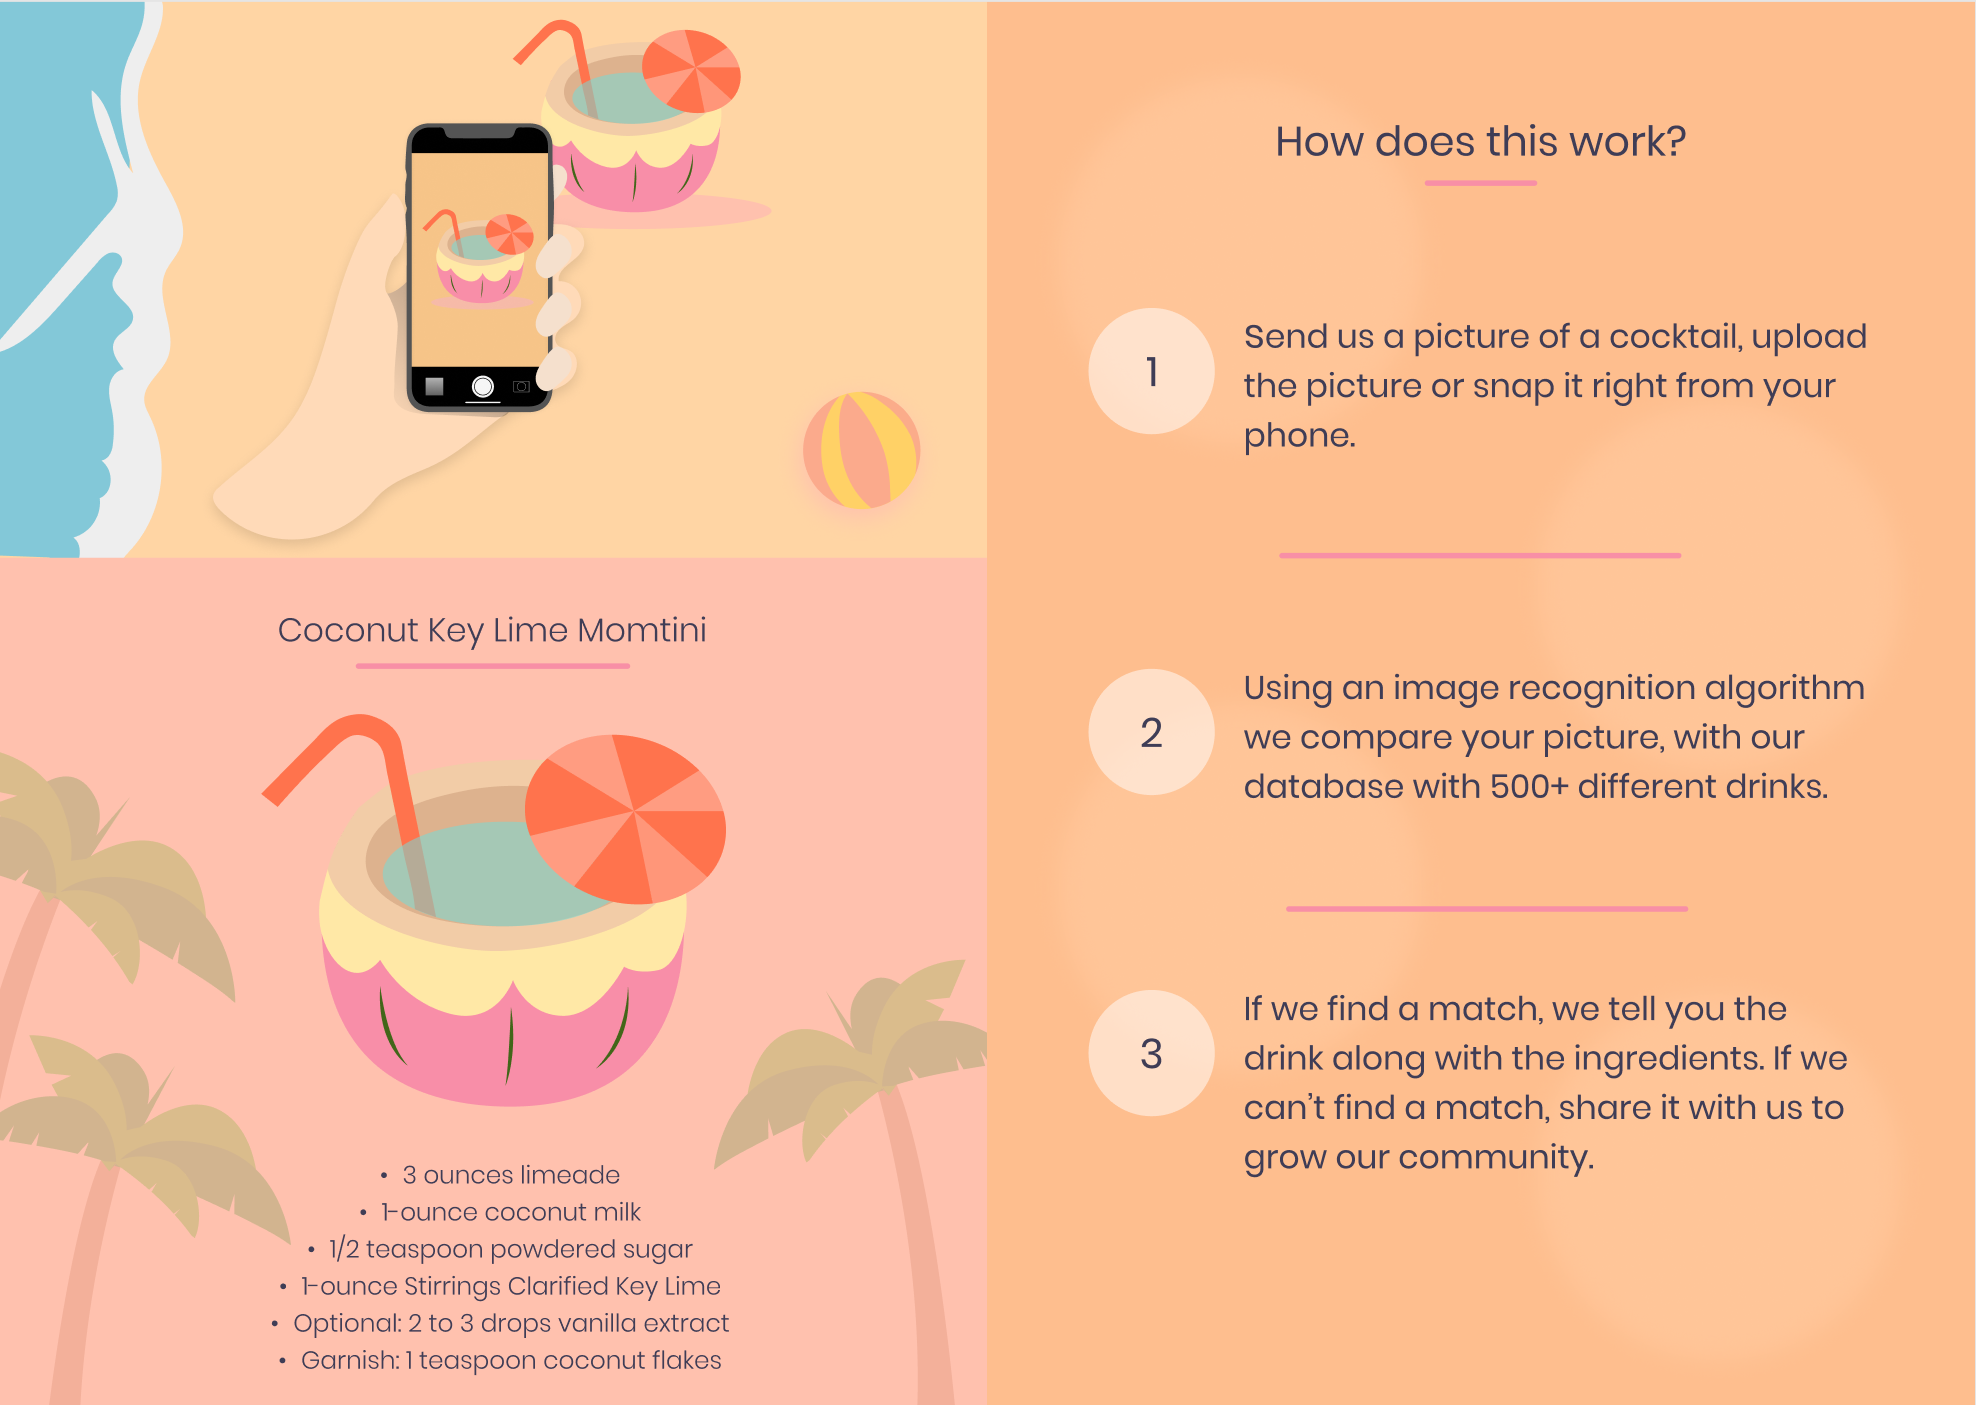 Coconut Key Lime Momtini
• 3 ounces limeade
• 1-ounce coconut milk
• 1/2 teaspoon powdered sugar
• 1-ounce Stirrings Clarified Key Lime
• Optional: 2 to 3 drops vanilla extract
• Garnish: 1 teaspoon coconut flakes
How does this work?
1
Send us a picture of a cocktail, upload
the picture or snap it right from your
phone.
2
Using an image recognition algorithm
we compare your picture, with our
database with 500+ different drinks.
3
If we find a match, we tell you the
drink along with the ingredients. If we
can’t find a match, share it with us to
grow our community.